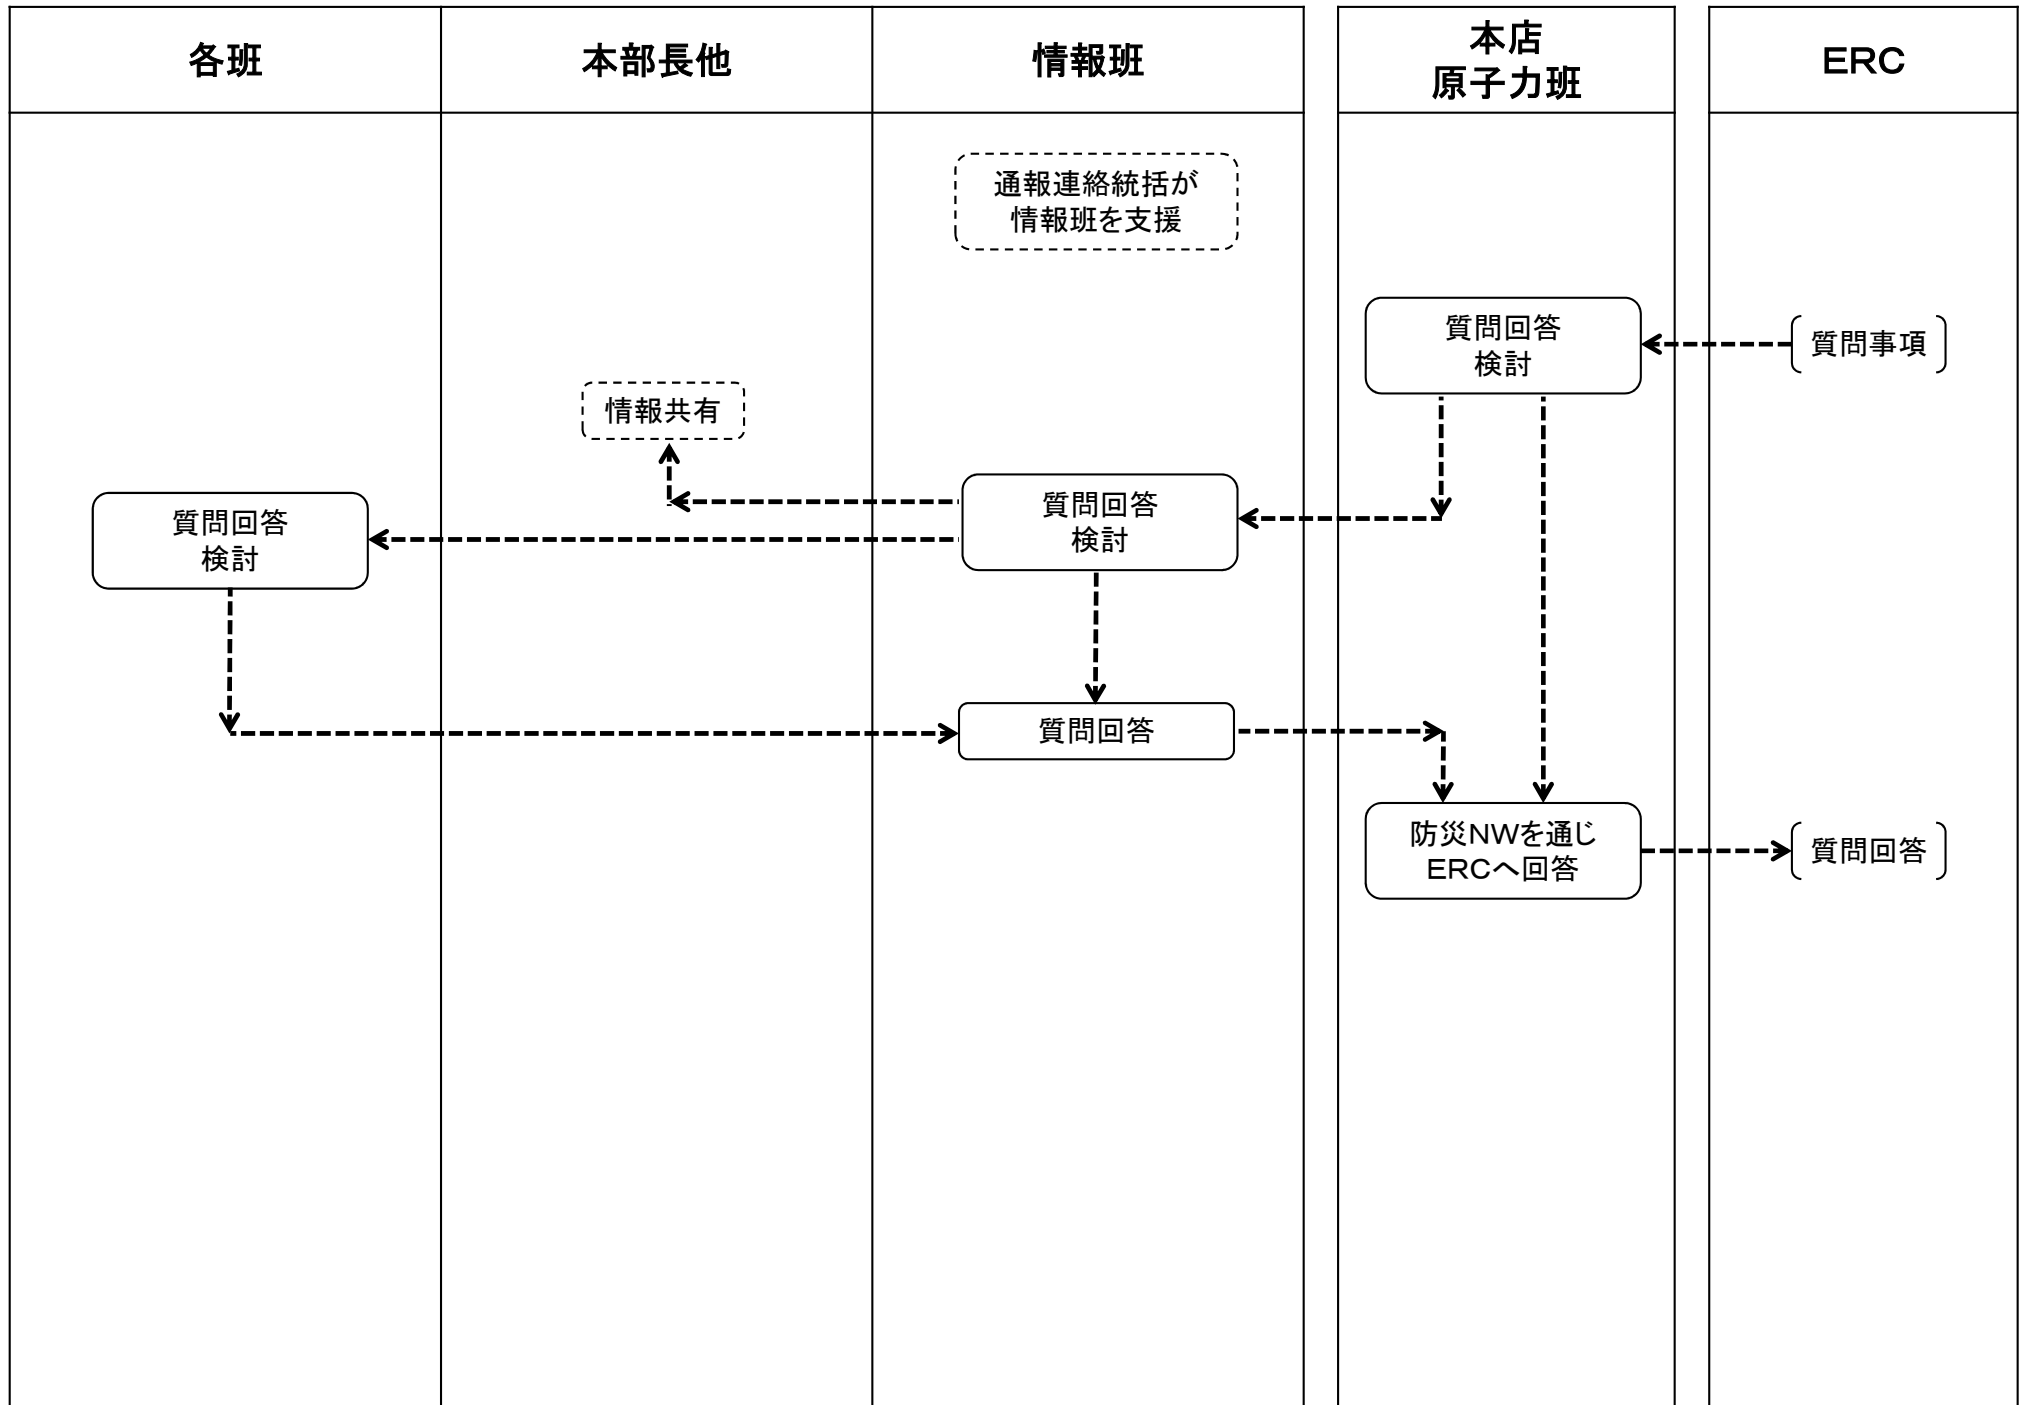 各班
本部長他
情報班
本店
原子力班
ERC
通報連絡統括が
情報班を支援
質問回答
検討
質問事項
情報共有
質問回答
検討
質問回答
検討
質問回答
防災NWを通じ
ERCへ回答
質問回答